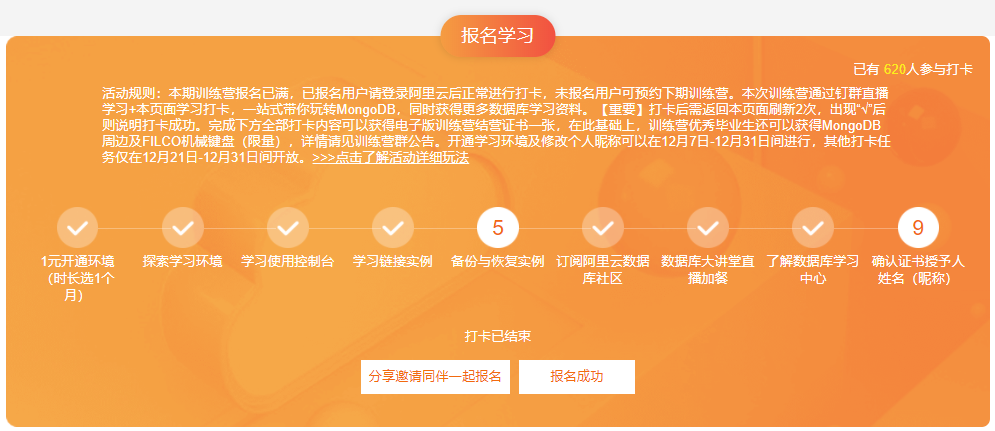 报名学习
已有 620人参与打卡
活动规则：本期训练营报名已满，已报名用户请登录阿里云后正常进行打卡，未报名用户可预约下期训练营。本次训练营通过钉群直播
学习+本页面学习打卡，一站式带你玩转MongoDB，同时获得更多数据库学习资料。【重要】打卡后需返回本页面刷新2次，出现“√”后
则说明打卡成功。完成下方全部打卡内容可以获得电子版训练营结营证书一张，在此基础上，训练营优秀毕业生还可以获得MongoDB
周边及FILCO机械键盘（限量），详情请见训练营群公告。开通学习环境及修改个人昵称可以在12月7日-12月31日间进行，其他打卡任
务仅在12月21日-12月31日间开放。>>>点击了解活动详细玩法
5
9
1元开通环境
（时长选1个
月）
探索学习环境
学习使用控制台
学习链接实例
备份与恢复实例
订阅阿里云数据
库社区
数据库大讲堂直
播加餐
了解数据库学习
中心
确认证书授予人
姓名（昵称）
打卡已结束
分享邀请同伴一起报名
报名成功